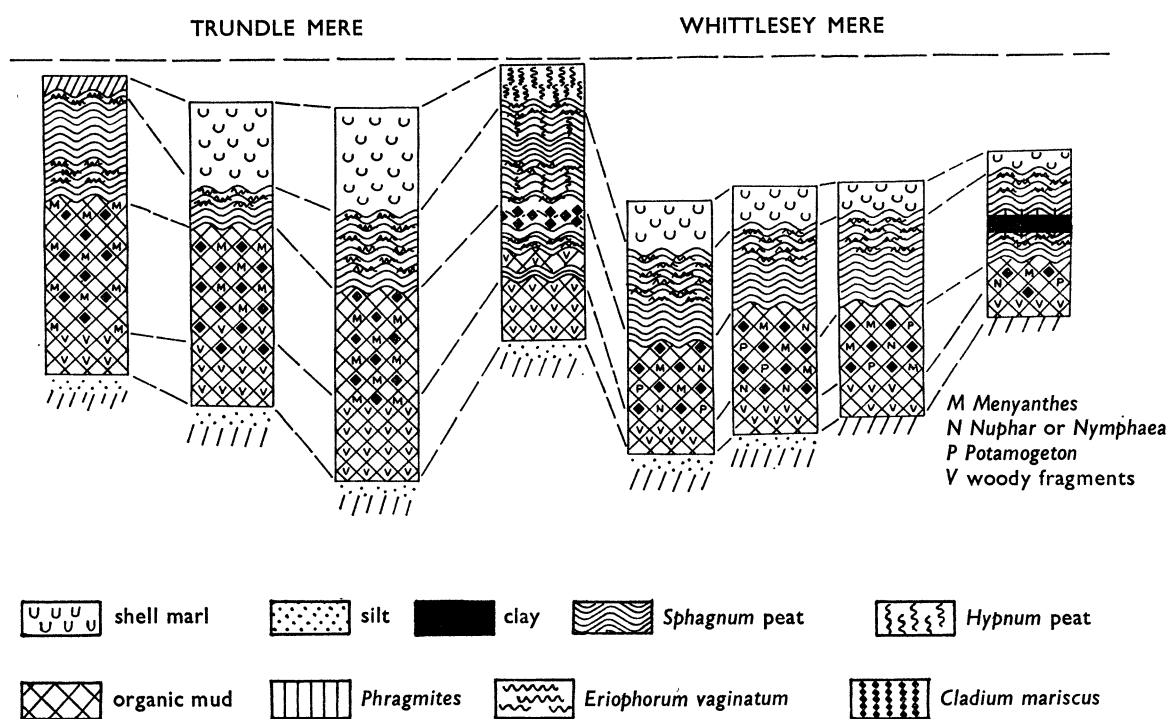 TRUNDLE MERE
WHITTLESEY MERE
M Menyanthes
N Nuphar or Nymphaea
P Potamogeton
V woody fragments
shell marl
silt
clay
Sphagnum peat
Hypnum peat
organic mud
Phragmites
Eriophorum vaginatum
Cladium mariscus